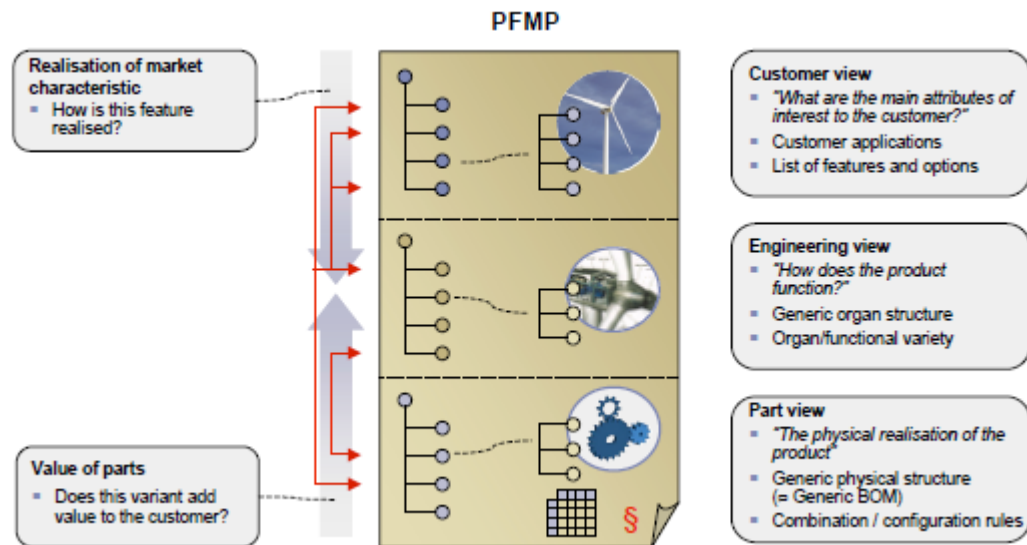 PFMP
Realisation of market
characteristic
▪ How is this feature
realised?
Value of parts
▪ Does this variant add
value to the customer?
§
Customer view
▪ "What are the main attributes of
interest to the customer?"
▪ Customer applications
▪ List of features and options
Engineering view
▪ "How does the product
function?"
▪ Generic organ structure
▪ Organ/functional variety
Part view
▪ "The physical realisation of the
product"
▪ Generic physical structure
(= Generic BOM)
▪ Combination / configuration rules